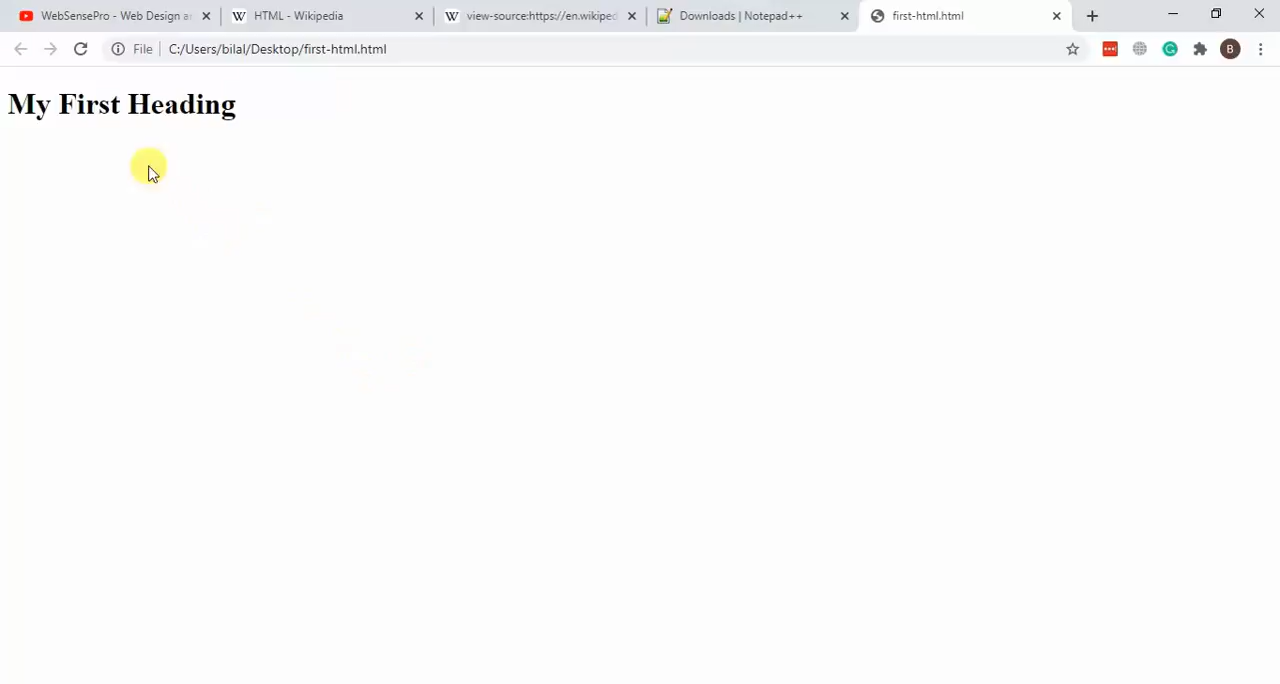 WebSensePro - Web Design a
HTML - Wikipedia
view-source:https://en.wikiped
Downloads | Notepad++
first-html.html
File
C:/Users/bilal/Desktop/first-html.html
B
My First Heading